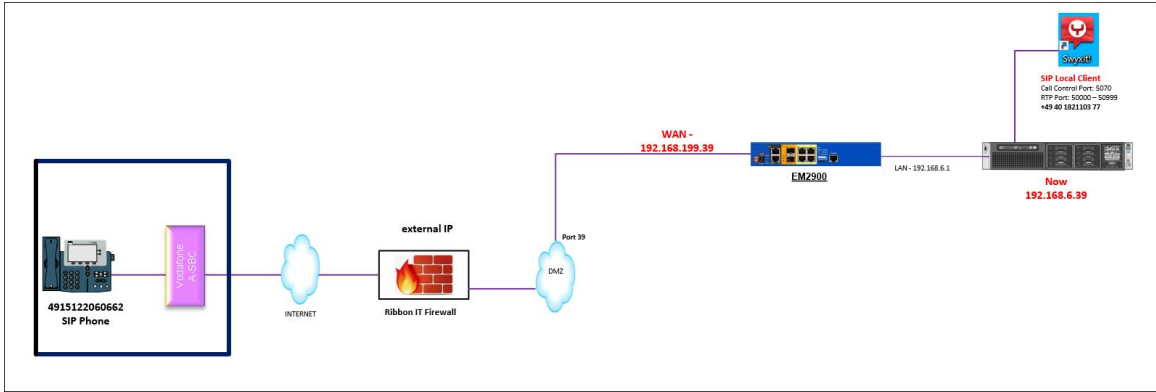 4915122060662
SIP Phone
Vodafone
A-SBC
INTERNET
external IP
Ribbon IT Firewall
Port 39
DMZ
WAN -
192.168.199.39
EM2900
LAN - 192.168.6.1
Swyxit!
SIP Local Client
Call Control Port: 5070
RTP Port: 50000 – 50999
+49 40 1821103 77
Now
192.168.6.39